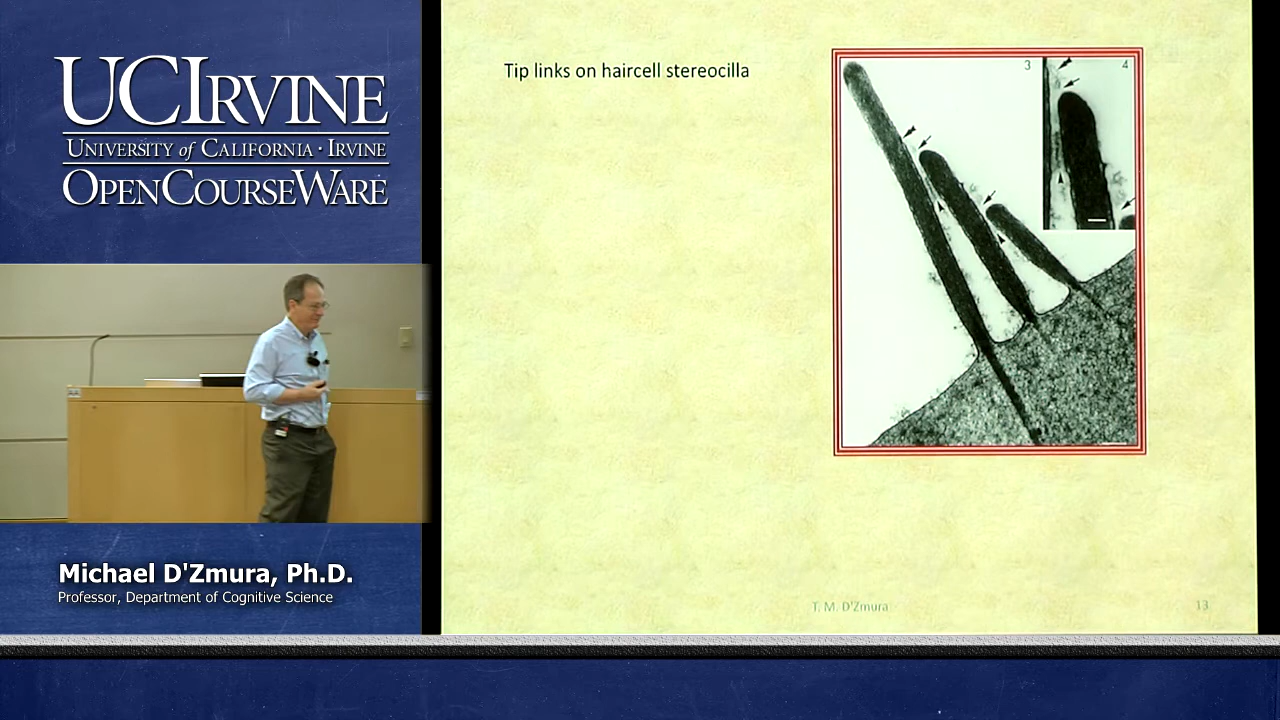 UCIRVINE
UNIVERSITY of CALIFORNIA · IRVINE
OPENCOURSEWARE
Michael D'Zmura, Ph.D.
Professor, Department of Cognitive Science
Tip links on haircell stereocilla
3
4
T. M. D'Zmura
13